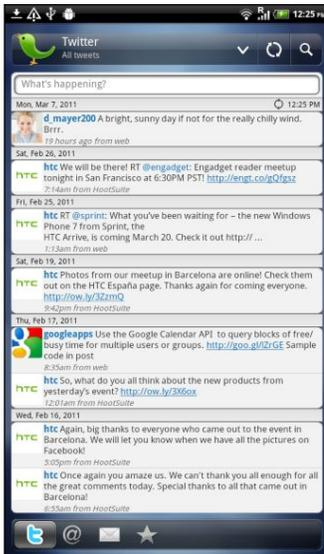 R
12:25 PM
Twitter
All tweets
What's happening?
Mon, Mar 7, 2011
12:25 PM
d_mayer200 A bright, sunny day if not for the really chilly wind.
Brrr.
19 hours ago from web
Sat, Feb 26, 2011
hTC
htc We will be there! RT @engadget: Engadget reader meetup
tonight in San Francisco at 6:30PM PST! http://engt.co/gQfgsz
7:14am from HootSuite
Fri, Feb 25, 2011
hTC
htc RT @sprint: What you've been waiting for – the new Windows
Phone 7 from Sprint, the
HTC Arrive, is coming March 20. Check it out http:// ...
1:13am from web
Sat, Feb 19, 2011
hTC
htc Photos from our meetup in Barcelona are online! Check them
out on the HTC España page. Thanks again for coming everyone.
http://ow.ly/3ZzmQ
9:42pm from HootSuite
Thu, Feb 17, 2011
googleapps Use the Google Calendar API to query blocks of free/
busy time for multiple users or groups. http://goo.gl/lZrGE Sample
code in post
8:35am from web
hTC
htc So, what do you all think about the new products from
yesterday's event? http://ow.ly/3X6ox
12:01am from HootSuite
Wed, Feb 16, 2011
hTC
htc Again, big thanks to everyone who came out to the event in
Barcelona. We will let you know when we have all the pictures on
Facebook!
5:05pm from HootSuite
hTC
htc Once again you amaze us. We can't thank you all enough for all
the great comments today. Special thanks to all that came out in
Barcelona!
6:55am from HootSuite